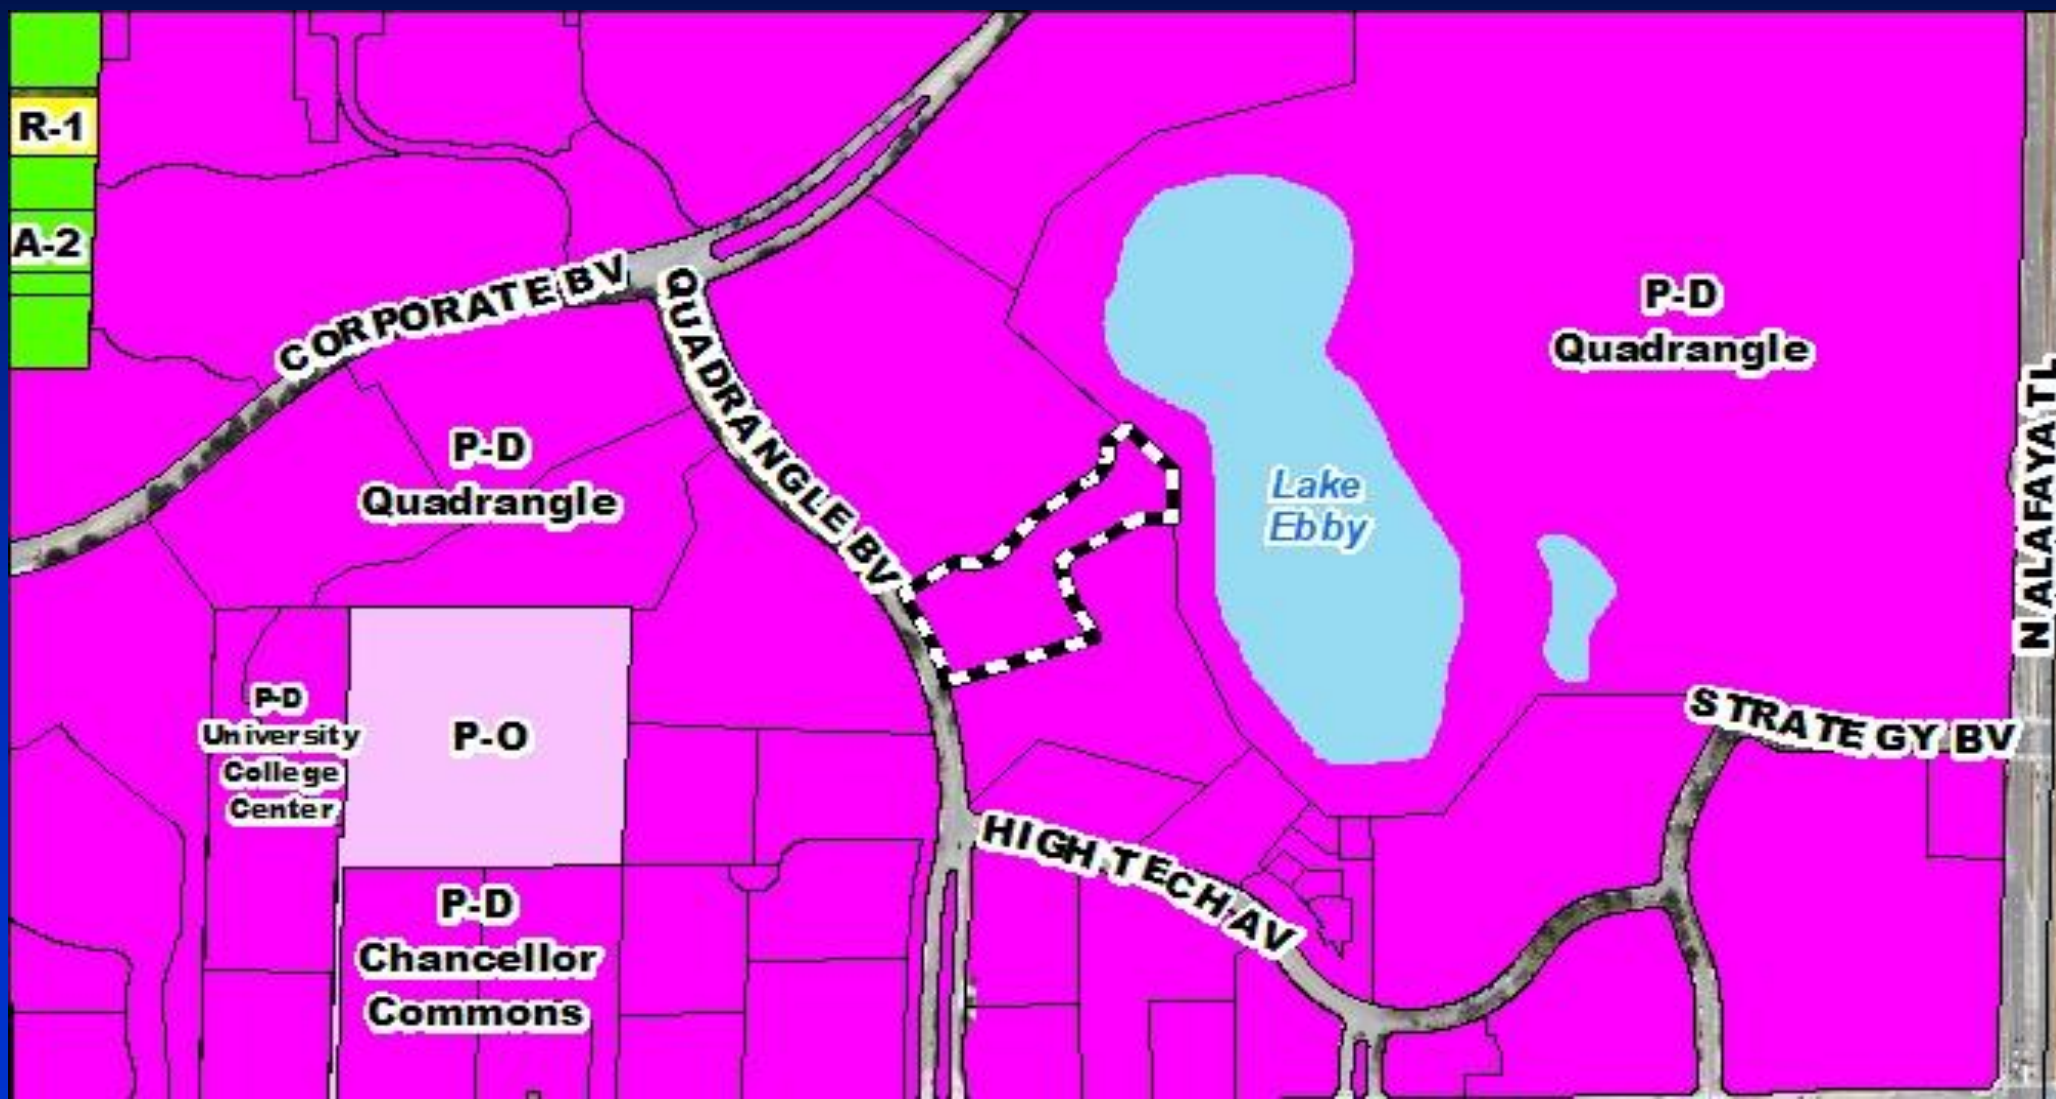 R-1
A-2
CORPORATE BV
QUADRANGLE BV
P-D
Quadrangle
P-D
Quadrangle
Lake
Ebby
N ALAFAYA TL
STRATEGY BV
P-D
University
College
Center
P-O
HIGH TECH AV
P-D
Chancellor
Commons